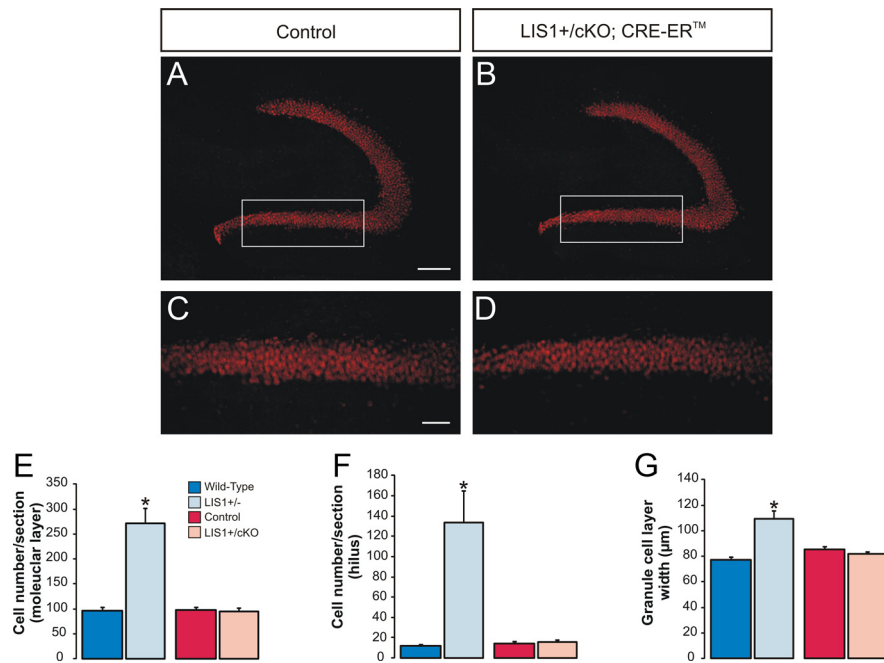 Control
LIS1+/cKO; CRE-ER™
A
B
C
D
E
Cell number/section
(moleuclar layer)
350
300
250
200
150
100
50
0
*
Wild-Type
LIS1+/-
Control
LIS1+/cKO
F
Cell number/section
(hilus)
180
160
140
120
100
80
60
40
20
0
*
G
Granule cell layer
width (μm)
140
120
100
80
60
40
20
0
*